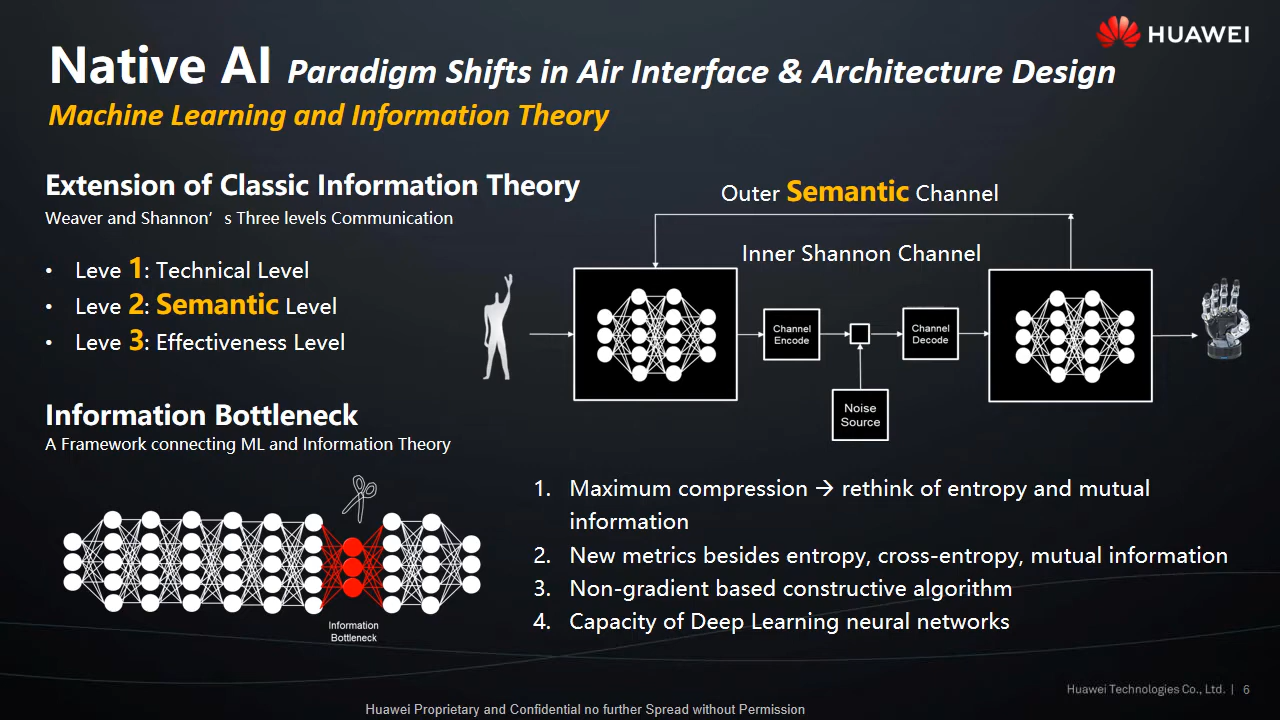 HUAWEI
Native AI Paradigm Shifts in Air Interface & Architecture Design
Machine Learning and Information Theory
Extension of Classic Information Theory
Weaver and Shannon’ s Three levels Communication
• Leve 1: Technical Level
• Leve 2: Semantic Level
• Leve 3: Effectiveness Level
Outer Semantic Channel
Inner Shannon Channel
Channel
Encode
Channel
Decode
Noise
Source
Information Bottleneck
A Framework connecting ML and Information Theory
Information
Bottleneck
1. Maximum compression → rethink of entropy and mutual
information
2. New metrics besides entropy, cross-entropy, mutual information
3. Non-gradient based constructive algorithm
4. Capacity of Deep Learning neural networks
Huawei Technologies Co., Ltd. | 6
Huawei Proprietary and Confidential no further Spread without Permission